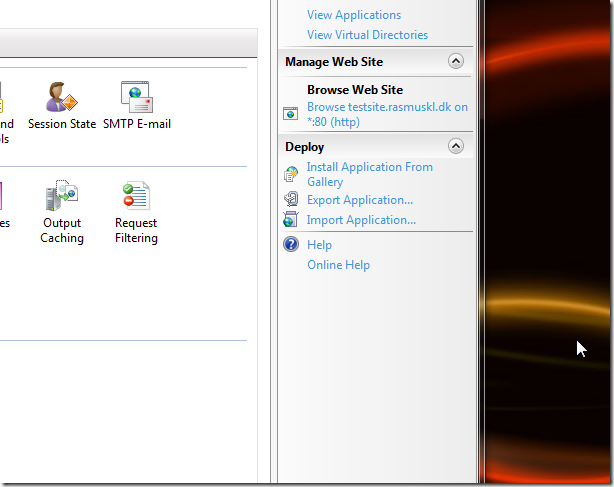 nd
ols
Session State
SMTP E-mail
es
Output
Caching
Request
Filtering
View Applications
View Virtual Directories
Manage Web Site
Browse Web Site
Browse testsite.rasmuskl.dk on
*:80 (http)
Deploy
Install Application From
Gallery
Export Application...
Import Application...
Help
Online Help